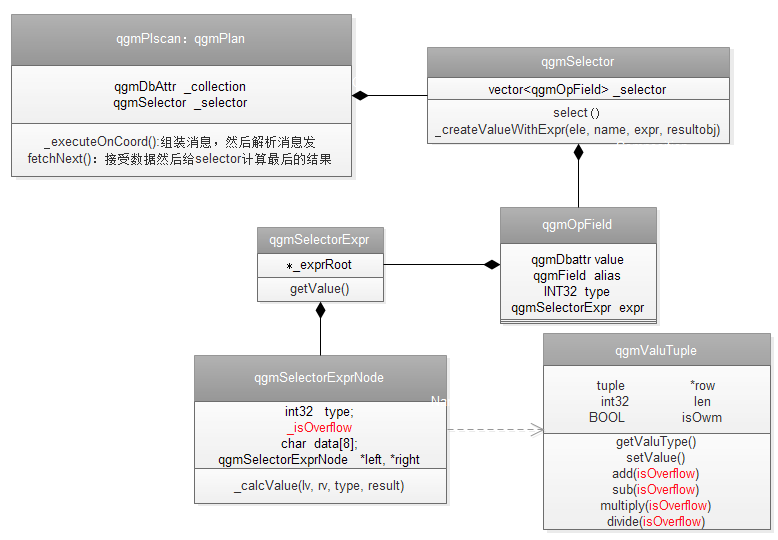 qgmPlscan：qgmPlan
qgmDbAttr _collection
qgmSelector _selector
_executeOnCoord():组装消息，然后解析消息发
fetchNext()：接受数据然后给selector计算最后的结果
qgmSelector
vector<qgmOpField> _selector
select()
_createValueWithExpr(ele, name, expr, resultobj)
qgmOpField
qgmDbattr value
qgmField alias
INT32 type
qgmSelectorExpr expr
qgmSelectorExpr
*_exprRoot
getValue()
qgmSelectorExprNode
int32 type;
_isOverflow
char data[8];
qgmSelectorExprNode *left, *right
_calcValue(lv, rv, type, result)
Na
qgmValuTuple
tuple *row
int32 len
BOOL isOwm
getValuType()
setValue()
add(isOverflow)
sub(isOverflow)
multiply(isOverflow)
divide(isOverflow)